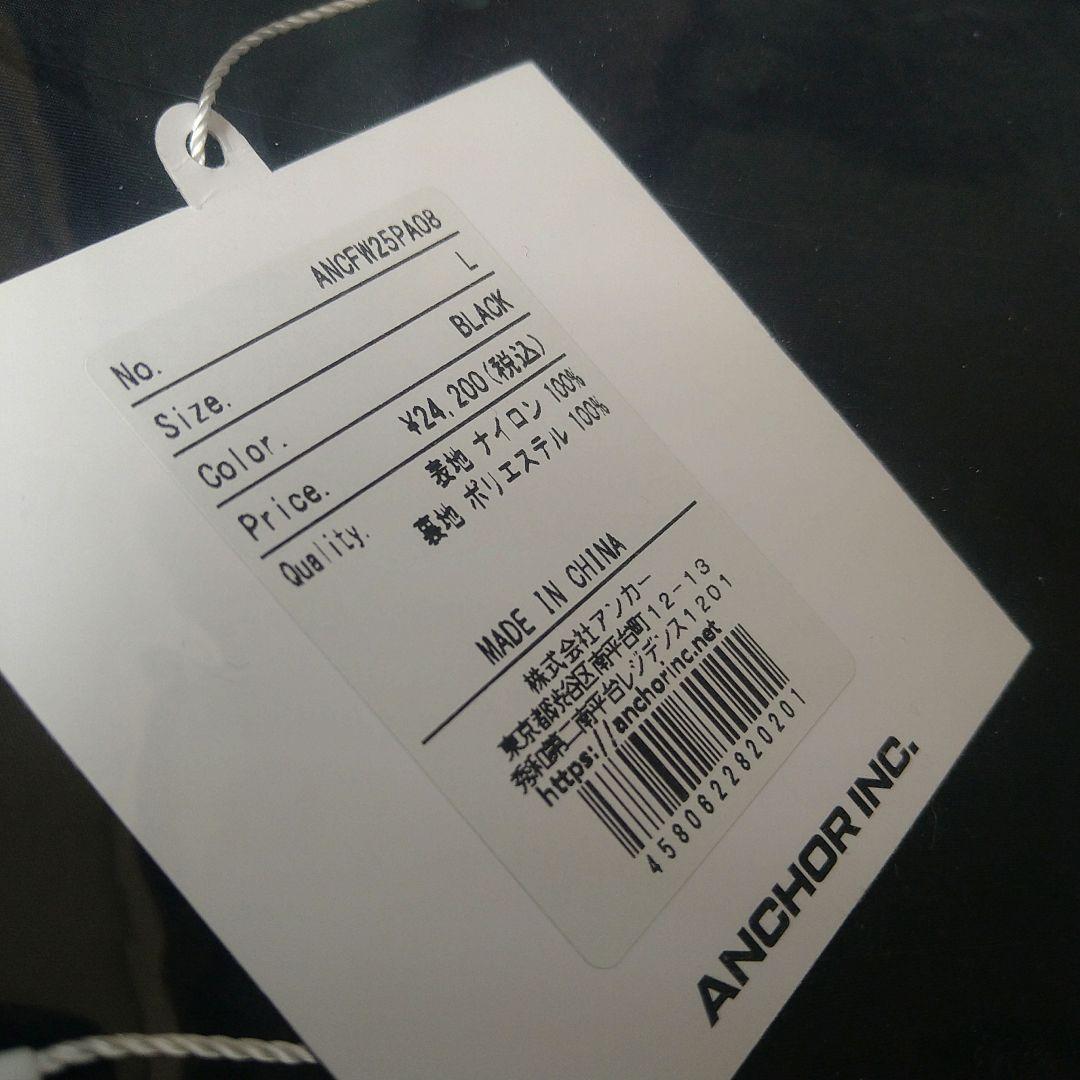 No. ANCFW25PA08
Size. L
Color. BLACK
Price. ¥24,200(税込)
Quality. 表地 ナイロン 100%
裏地 ポリエステル 100%
MADE IN CHINA
株式会社アンカー
東京都渋谷区南平台町12-13
秀和第二南平台レジデンス1201
https://anchorinc.net
4580622820201
ANCHOR INC.